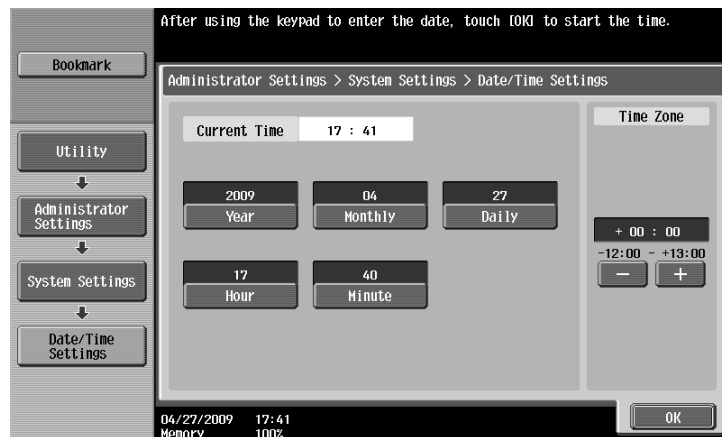 After using the keypad to enter the date, touch [OK] to start the time.
Bookmark
Administrator Settings > System Settings > Date/Time Settings
Utility
Administrator
Settings
System Settings
Date/Time
Settings
Current Time 17 : 41
2009 04 27
Year Monthly Daily
17 40
Hour Minute
Time Zone
+ 00 : 00
-12:00 - +13:00
− +
04/27/2009 17:41
Memory 100%
OK